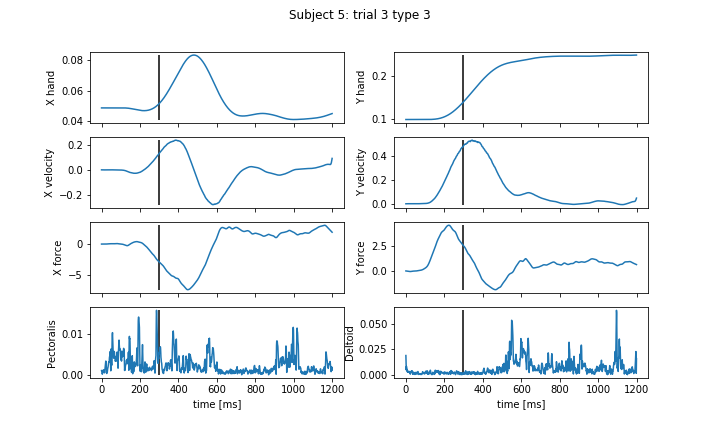 Subject 5: trial 3 type 3
X hand
0.08
0.06
0.04
Y hand
0.2
0.1
X velocity
0.2
0.0
−0.2
Y velocity
0.4
0.2
0.0
X force
0
−5
Y force
2.5
0.0
Pectoralis
0.01
0.00
0 200 400 600 800 1000 1200
time [ms]
Deltoid
0.050
0.025
0.000
0 200 400 600 800 1000 1200
time [ms]